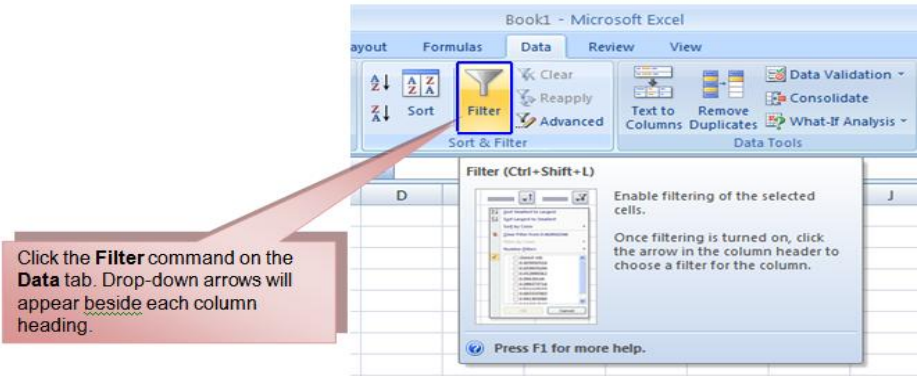 Book1 - Microsoft Excel
ayout Formulas Data Review View
Clear
Reapply
Advanced
Sort Filter
Text to Columns
Remove Duplicates
Data Validation
Consolidate
What-If Analysis
Sort & Filter Data Tools
Filter (Ctrl+Shift+L)
D J
Enable filtering of the selected
cells.
Once filtering is turned on, click
the arrow in the column header to
choose a filter for the column.
Press F1 for more help.
Click the Filter command on the
Data tab. Drop-down arrows will
appear beside each column
heading.